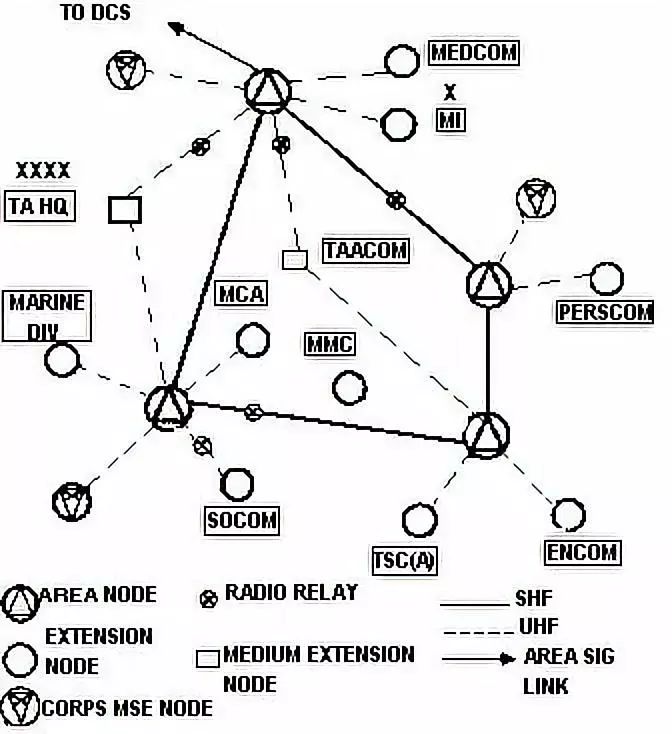 TO DCS
MEDCOM
X
MI
XXXX
TA HQ
TAACOM
MCA
PERSCOM
MARINE
DIV
MMC
SOCOM
TSC(A)
ENCOM
AREA NODE
RADIO RELAY
SHF
UHF
EXTENSION
NODE
MEDIUM EXTENSION
NODE
AREA SIG
LINK
CORPS MSE NODE